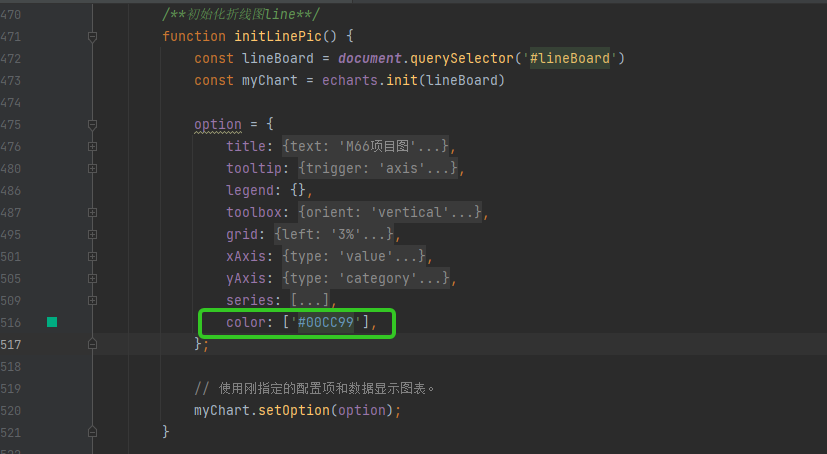 470 /**初始化折线图line**/
471 function initLinePic() {
472 const lineBoard = document.querySelector('#lineBoard')
473 const myChart = echarts.init(lineBoard)
474
475 option = {
476 title: {text: 'M66项目图'...},
480 tooltip: {trigger: 'axis'...},
486 legend: {},
487 toolbox: {orient: 'vertical'...},
495 grid: {left: '3%'...},
501 xAxis: {type: 'value'...},
505 yAxis: {type: 'category'...},
509 series: [...],
516 color: ['#00CC99'],
517 };
518
519 // 使用刚指定的配置项和数据显示图表。
520 myChart.setOption(option);
521 }